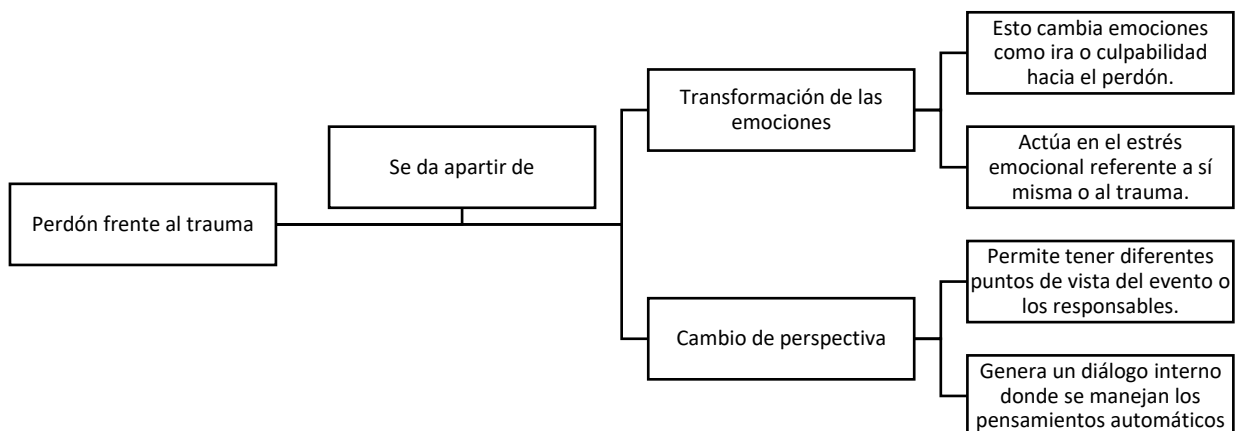 Perdón frente al trauma
Se da apartir de
Transformación de las
emociones
Esto cambia emociones
como ira o culpabilidad
hacia el perdón.
Actúa en el estrés
emocional referente a sí
misma o al trauma.
Cambio de perspectiva
Permite tener diferentes
puntos de vista del evento o
los responsables.
Genera un diálogo interno
donde se manejan los
pensamientos automáticos